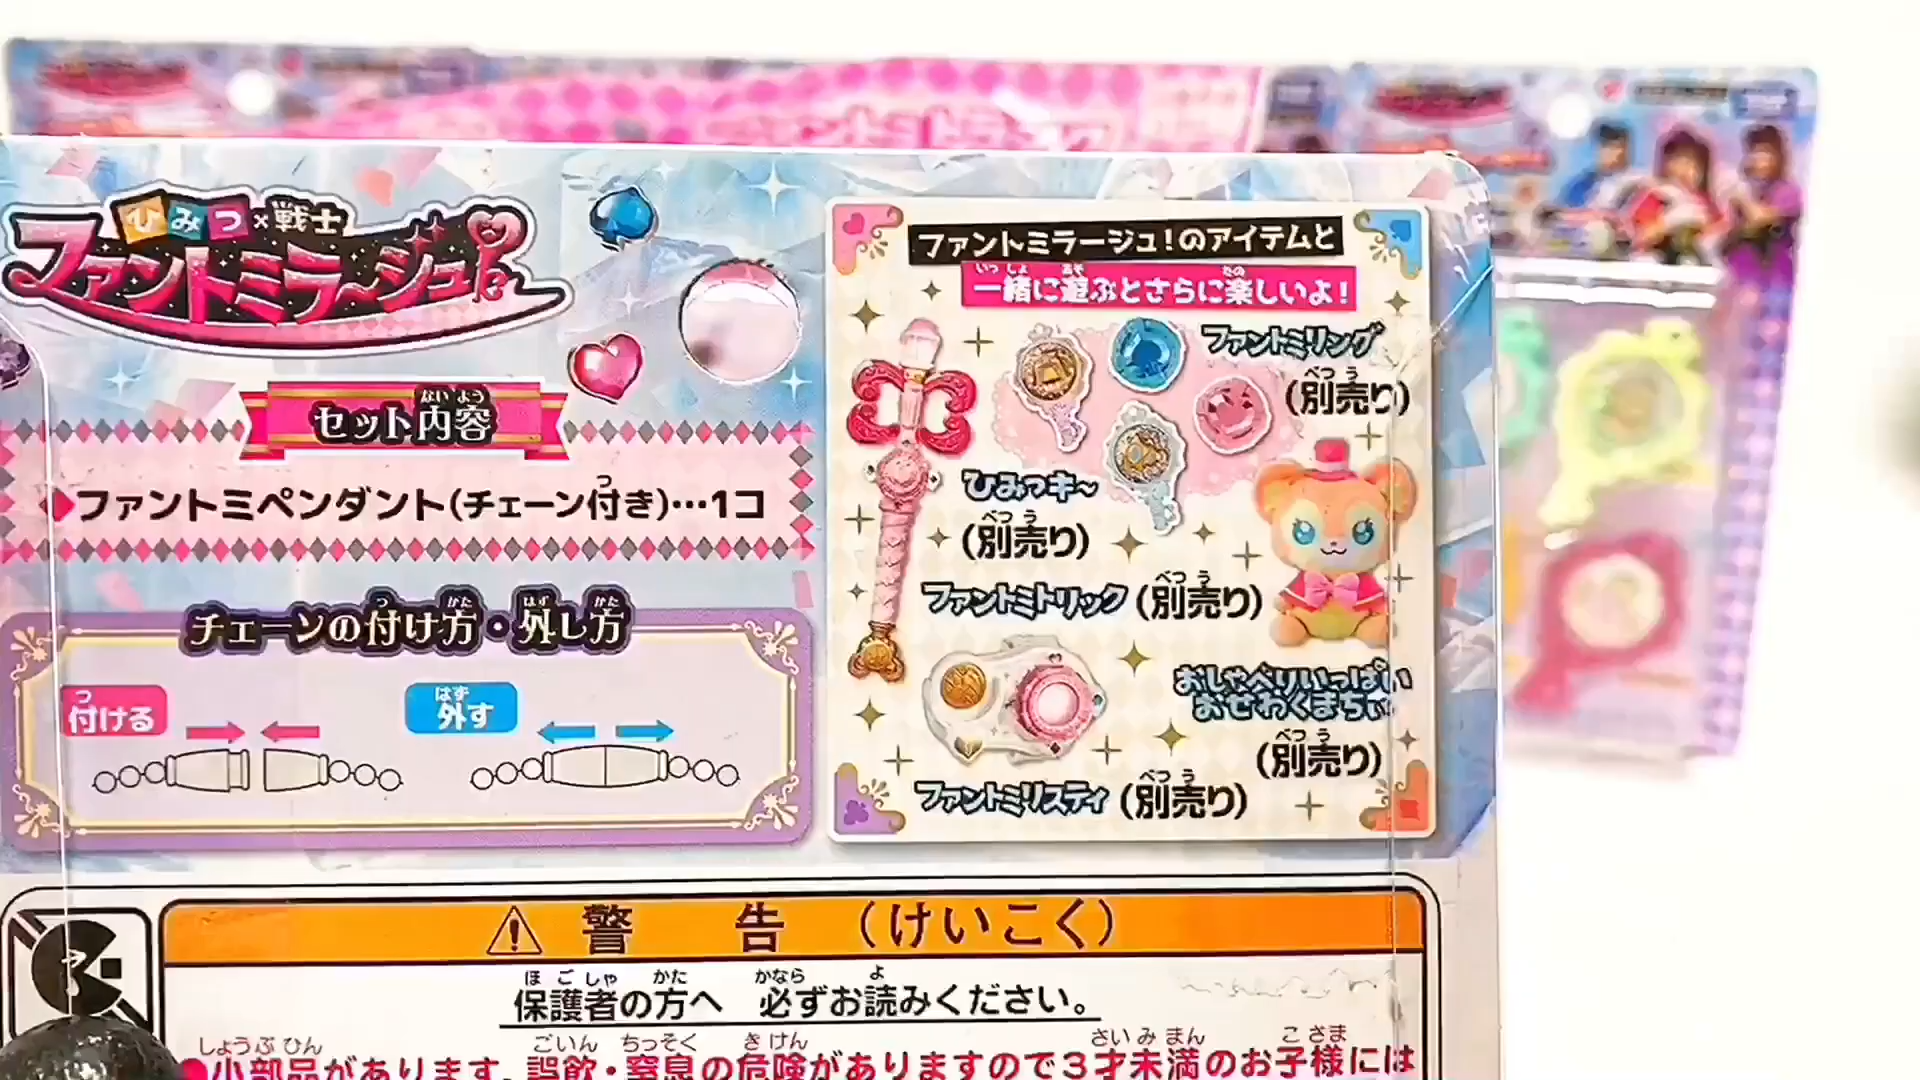 ひみつ×戦士
ファントミラージュ!
セット内容
ファントミペンダント(チェーン付き)…1コ
チェーンの付け方・外し方
付ける
外す
ファントミラージュ!のアイテムと
一緒に遊ぶとさらに楽しいよ!
ファントミリング
(別売り)
ひみつキ〜
(別売り)
ファントミトリック(別売り)
おしゃべりいっぱい
おせわくまちぃ
(別売り)
ファントミリスティ(別売り)
警告(けいこく)
保護者の方へ 必ずお読みください。
小部品があります。誤飲・窒息の危険がありますので3才未満のお子様には